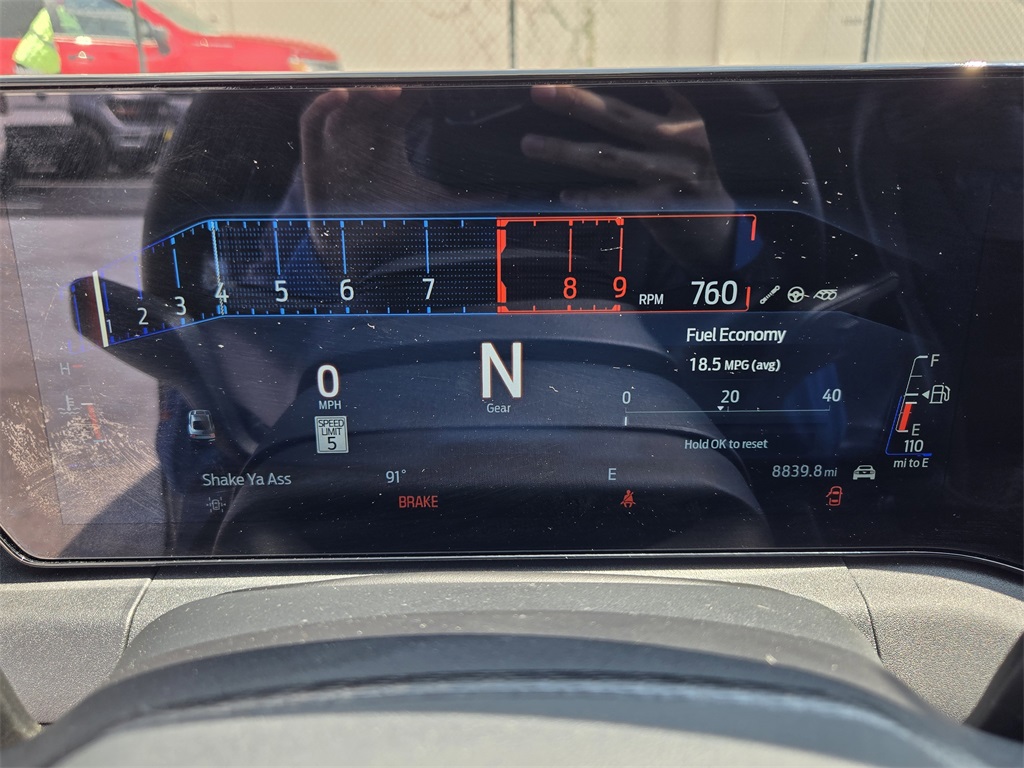 1 2 3 4 5 6 7 8 9 RPM 760
Fuel Economy
18.5 MPG (avg)
0
MPH
N
Gear
SPEED
LIMIT
5
0 20 40
Hold OK to reset
F
E
110
mi to E
H
Shake Ya Ass 91° E 8839.8 mi
BRAKE